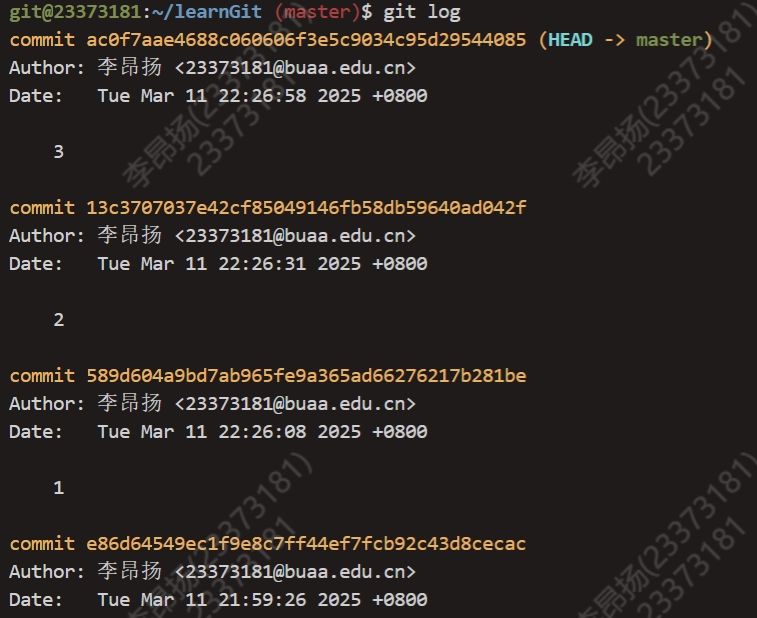 git@23373181:~/learnGit (master)$ git log
commit ac0f7aae4688c060606f3e5c9034c95d29544085 (HEAD -> master)
Author: 李昂扬 <23373181@buaa.edu.cn>
Date:   Tue Mar 11 22:26:58 2025 +0800
3
commit 13c3707037e42cf85049146fb58db59640ad042f
Author: 李昂扬 <23373181@buaa.edu.cn>
Date:   Tue Mar 11 22:26:31 2025 +0800
2
commit 589d604a9bd7ab965fe9a365ad66276217b281be
Author: 李昂扬 <23373181@buaa.edu.cn>
Date:   Tue Mar 11 22:26:08 2025 +0800
1
commit e86d64549ec1f9e8c7ff44ef7fcb92c43d8cecac
Author: 李昂扬 <23373181@buaa.edu.cn>
Date:   Tue Mar 11 21:59:26 2025 +0800
李昂扬(23373181)
23373181
李昂扬(23373181)
23373181
李昂扬(23373181)
23373181
李昂扬(23373181)
23373181